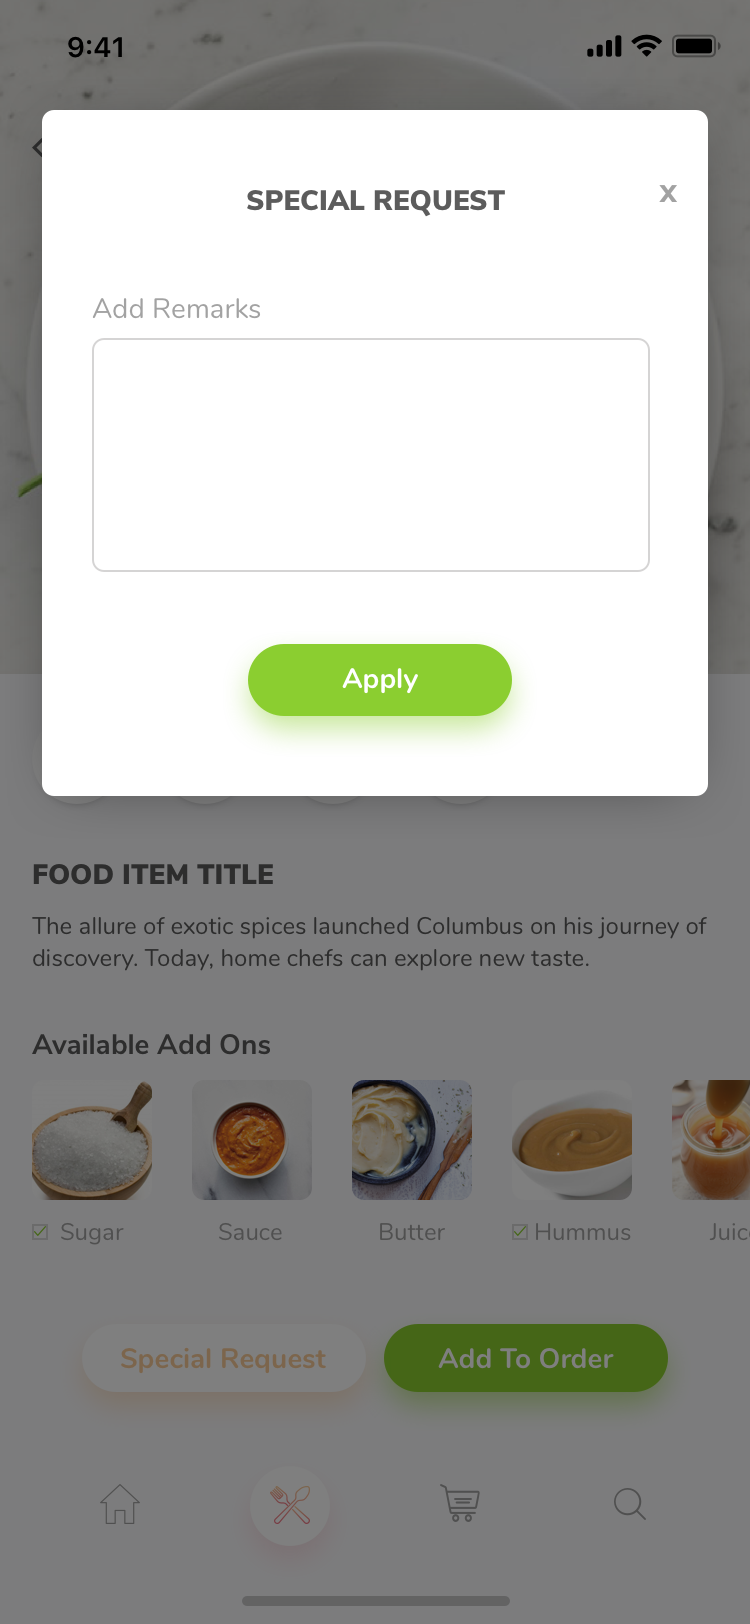 9:41
SPECIAL REQUEST
x
Add Remarks
Apply
FOOD ITEM TITLE
The allure of exotic spices launched Columbus on his journey of
discovery. Today, home chefs can explore new taste.
Available Add Ons
Sugar
Sauce
Butter
Hummus
Special Request
Add To Order